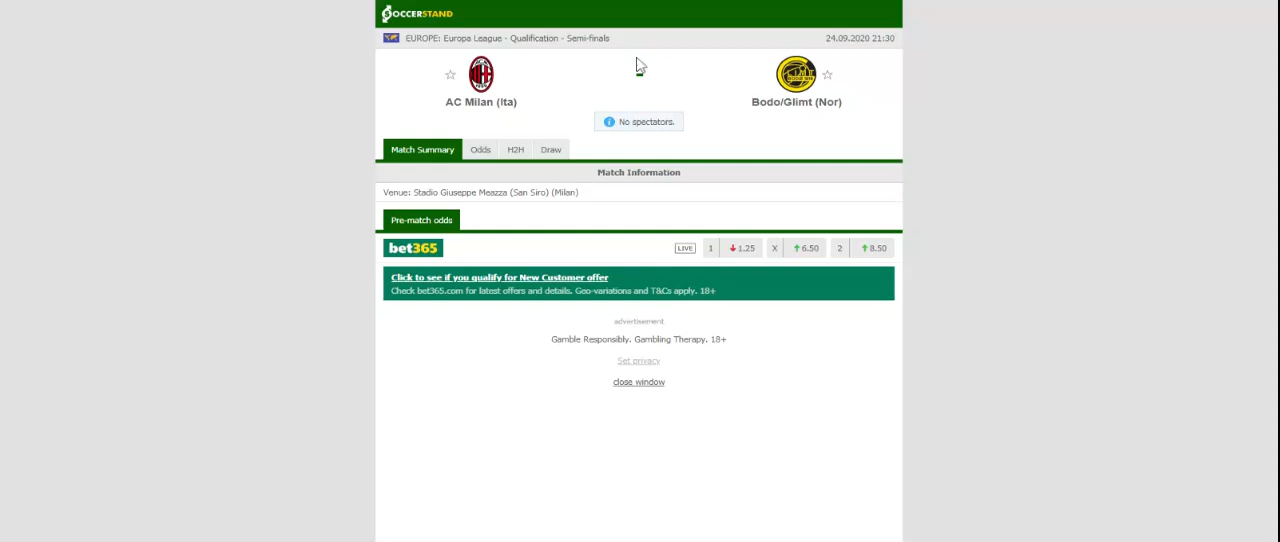 SOCCERSTAND
EUROPE: Europa League - Qualification - Semi-finals 24.09.2020 21:30
AC Milan (Ita) Bodo/Glimt (Nor)
No spectators.
Match Summary Odds H2H Draw
Match Information
Venue: Stadio Giuseppe Meazza (San Siro) (Milan)
Pre-match odds
bet365 LIVE 1 1.25 X 6.50 2 8.50
Click to see if you qualify for New Customer offer
Check bet365.com for latest offers and details. Geo-variations and T&Cs apply. 18+
advertisement
Gamble Responsibly. Gambling Therapy. 18+
Set privacy
close window